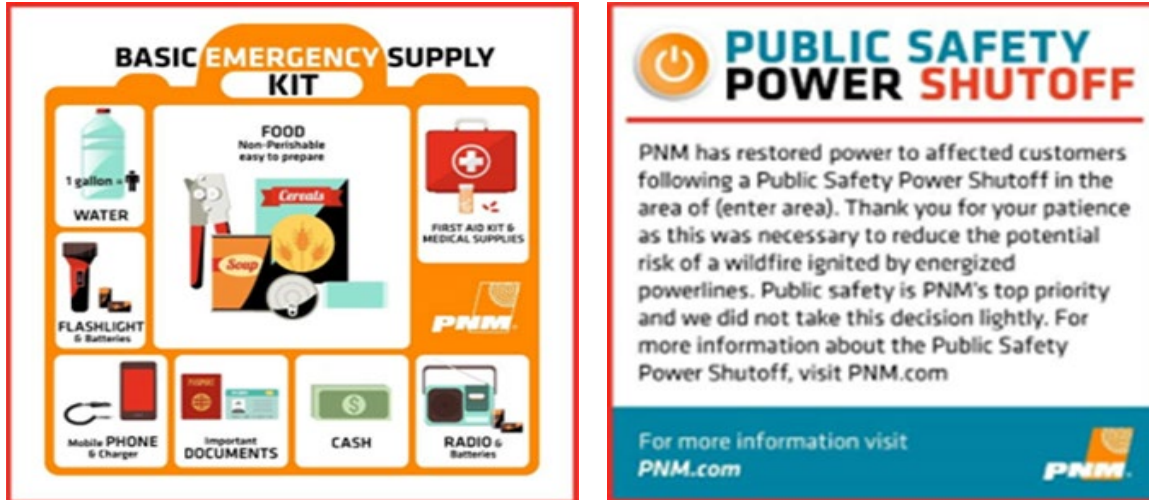 BASIC EMERGENCY SUPPLY
KIT
1 gallon =
WATER
FOOD
Non-Perishable
easy to prepare
Cereals
Soup
FIRST AID KIT &
MEDICAL SUPPLIES
FLASHLIGHT
& Batteries
PNM
Mobile PHONE
& Charger
PASSPORT
Important
DOCUMENTS
$
CASH
RADIO &
Batteries
PUBLIC SAFETY
POWER SHUTOFF
PNM has restored power to affected customers
following a Public Safety Power Shutoff in the
area of (enter area). Thank you for your patience
as this was necessary to reduce the potential
risk of a wildfire ignited by energized
powerlines. Public safety is PNM's top priority
and we did not take this decision lightly. For
more information about the Public Safety
Power Shutoff, visit PNM.com
For more information visit
PNM.com
PNM